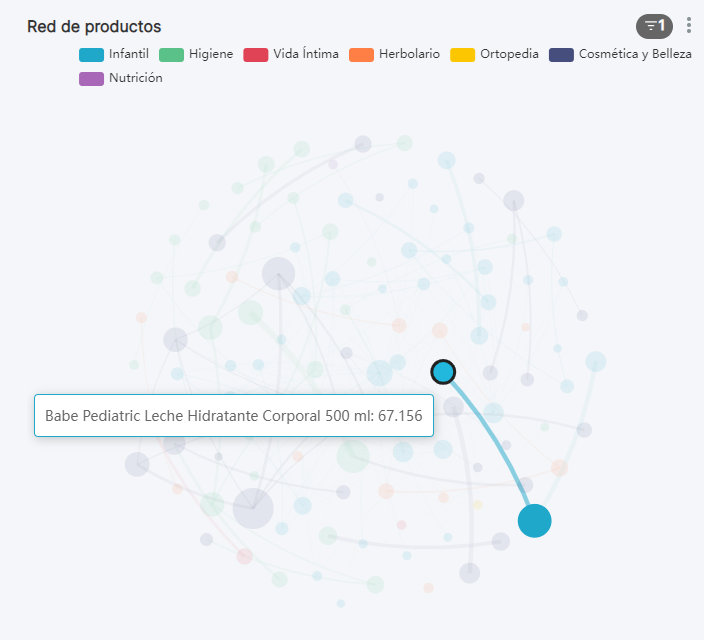 Red de productos
1
Infantil Higiene Vida Íntima Herbolario Ortopedia Cosmética y Belleza
Nutrición
Babe Pediatric Leche Hidratante Corporal 500 ml: 67.156